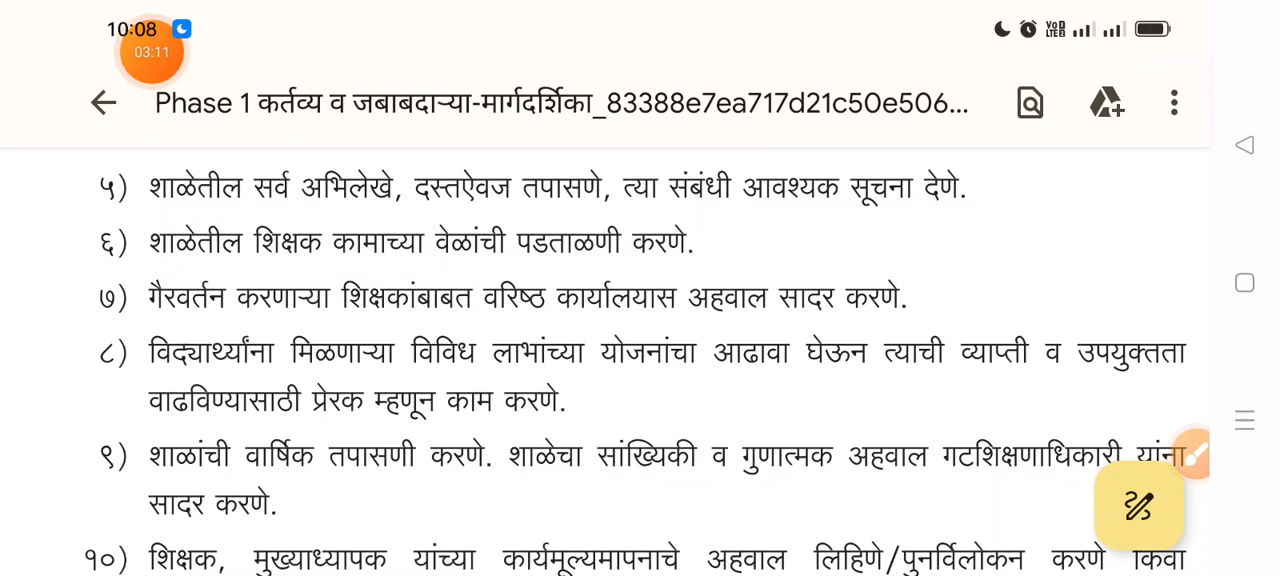 10:08
03:11
Phase 1 कर्तव्य व जबाबदाऱ्या-मार्गदर्शिका_83388e7ea717d21c50e506...
५) शाळेतील सर्व अभिलेखे, दस्तऐवज तपासणे, त्या संबंधी आवश्यक सूचना देणे.
६) शाळेतील शिक्षक कामाच्या वेळांची पडताळणी करणे.
७) गैरवर्तन करणाऱ्या शिक्षकांबाबत वरिष्ठ कार्यालयास अहवाल सादर करणे.
८) विद्यार्थ्यांना मिळणाऱ्या विविध लाभांच्या योजनांचा आढावा घेऊन त्याची व्याप्ती व उपयुक्तता
वाढविण्यासाठी प्रेरक म्हणून काम करणे.
९) शाळांची वार्षिक तपासणी करणे. शाळेचा सांख्यिकी व गुणात्मक अहवाल गटशिक्षणाधिकारी यांना
सादर करणे.
१०) शिक्षक, मुख्याध्यापक यांच्या कार्यमूल्यमापनाचे अहवाल लिहिणे/पुनर्विलोकन करणे किंवा